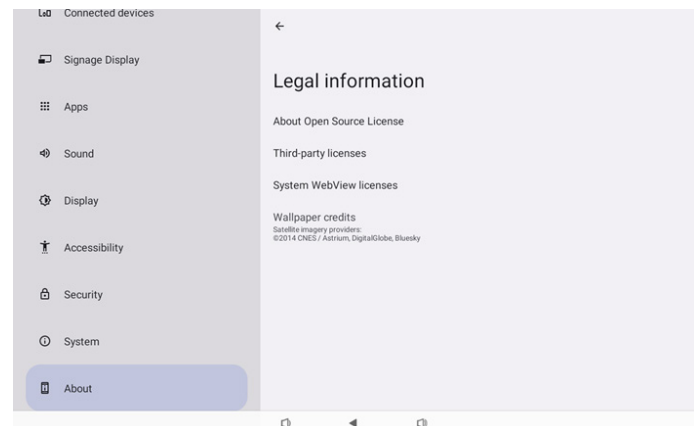 Connected devices
Signage Display
Apps
Sound
Display
Accessibility
Security
System
About
Legal information
About Open Source License
Third-party licenses
System WebView licenses
Wallpaper credits
Satellite imagery providers:
©2014 CNES / Astrium, DigitalGlobe, Bluesky